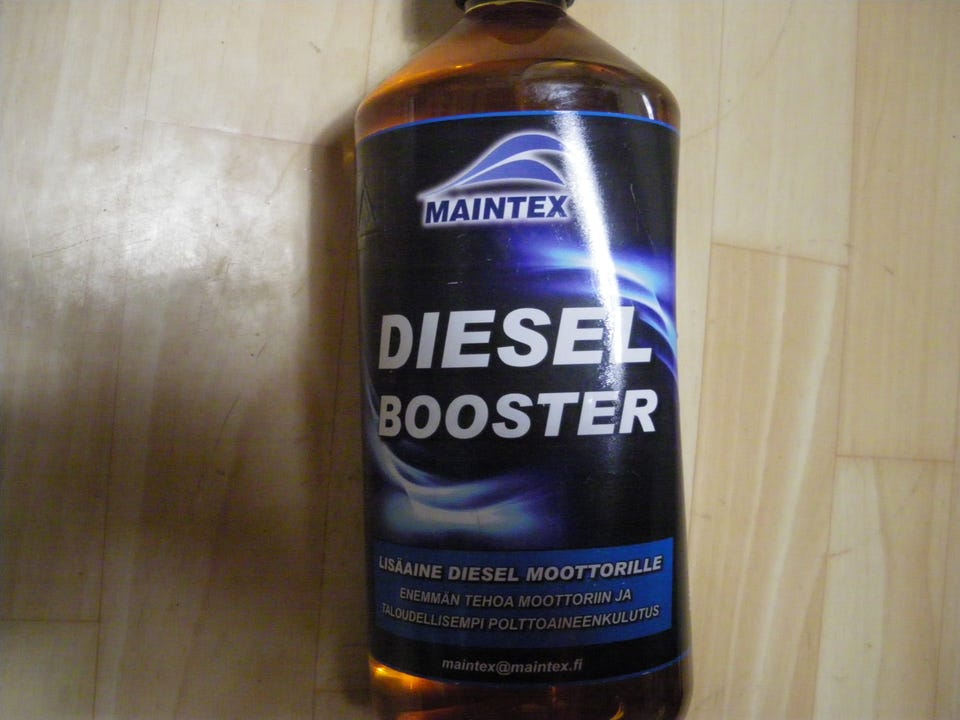 MAINTEX
DIESEL
BOOSTER
LISÄAINE DIESEL MOOTTORILLE
ENEMMÄN TEHOA MOOTTORIIN JA
TALOUDELLISEMPI POLTTOAINEENKULUTUS
maintex@maintex.fi